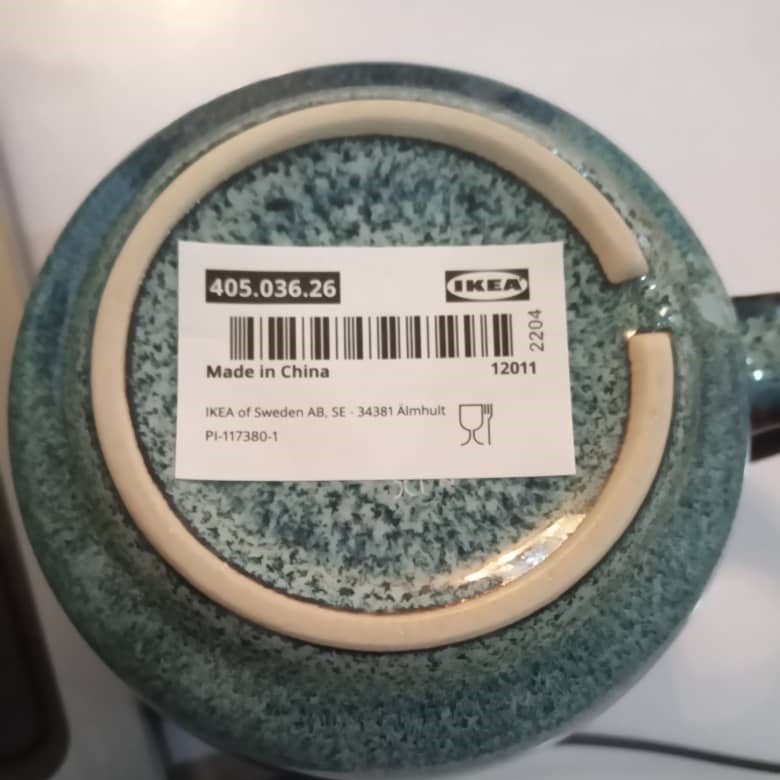 405.036.26
IKEA
2204
Made in China
12011
IKEA of Sweden AB, SE - 34381 Älmhult
PI-117380-1